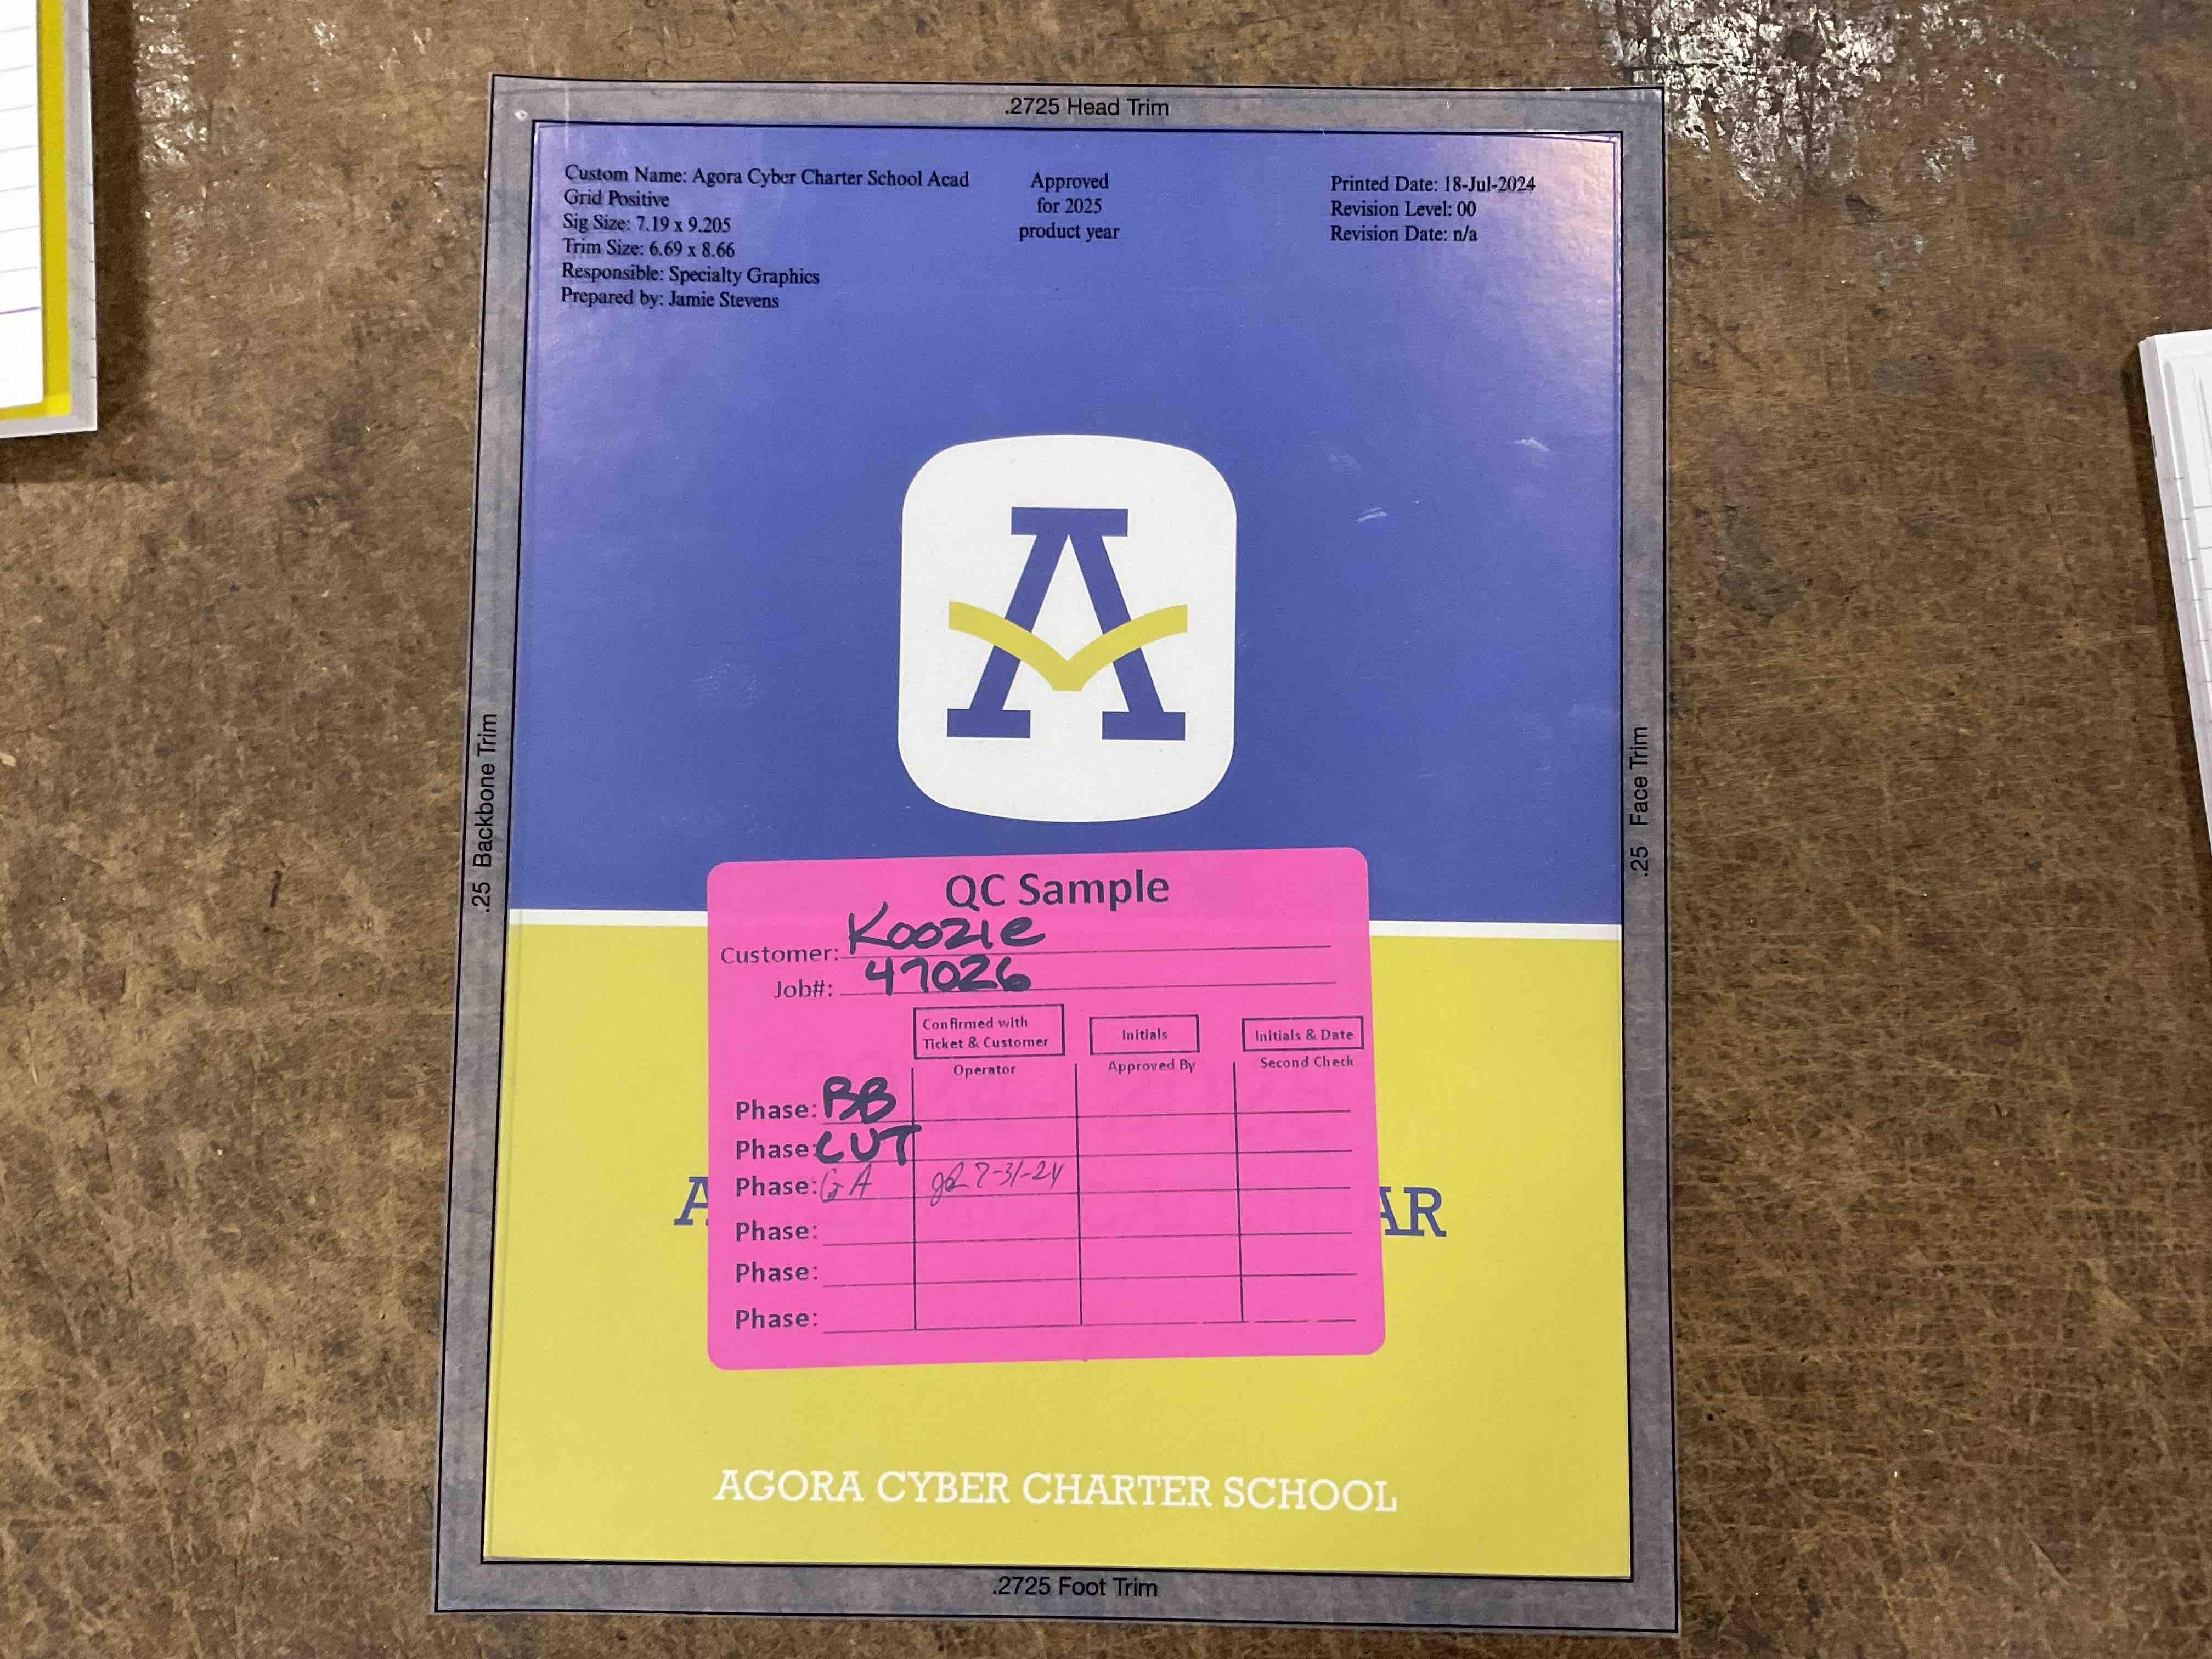 .2725 Head Trim
Custom Name: Agora Cyber Charter School Acad
Grid Positive
Sig Size: 7.19 x 9.205
Trim Size: 6.69 x 8.66
Responsible: Specialty Graphics
Prepared by: Jamie Stevens
Approved
for 2025
product year
Printed Date: 18-Jul-2024
Revision Level: 00
Revision Date: n/a
A
.25 Backbone Trim
.25 Face Trim
QC Sample
Customer: Koozie
Job#: 47026
Confirmed with
Ticket & Customer
Initials
Initials & Date
Operator
Approved By
Second Check
Phase: BB
Phase: CUT
Phase: 7-31-24
Phase:
Phase:
Phase:
A
AR
AGORA CYBER CHARTER SCHOOL
.2725 Foot Trim